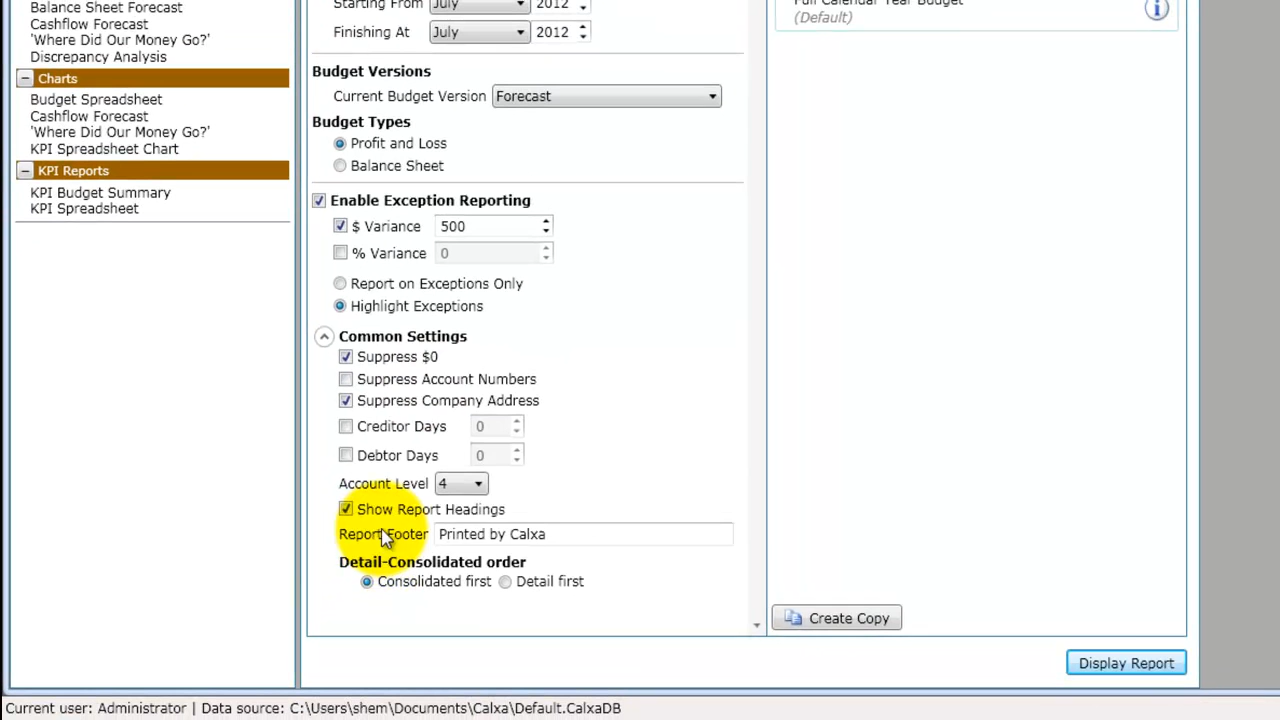 Balance Sheet Forecast
Cashflow Forecast
'Where Did Our Money Go?'
Discrepancy Analysis
Charts
Budget Spreadsheet
Cashflow Forecast
'Where Did Our Money Go?'
KPI Spreadsheet Chart
KPI Reports
KPI Budget Summary
KPI Spreadsheet
Starting From July 2012
Finishing At July 2012
Budget Versions
Current Budget Version Forecast
Budget Types
Profit and Loss
Balance Sheet
Enable Exception Reporting
$ Variance 500
% Variance 0
Report on Exceptions Only
Highlight Exceptions
Common Settings
Suppress $0
Suppress Account Numbers
Suppress Company Address
Creditor Days 0
Debtor Days 0
Account Level 4
Show Report Headings
Report Footer Printed by Calxa
Detail-Consolidated order
Consolidated first Detail first
Full Calendar Year Budget
(Default)
Create Copy
Display Report
Current user: Administrator | Data source: C:\Users\shem\Documents\Calxa\Default.CalxaDB